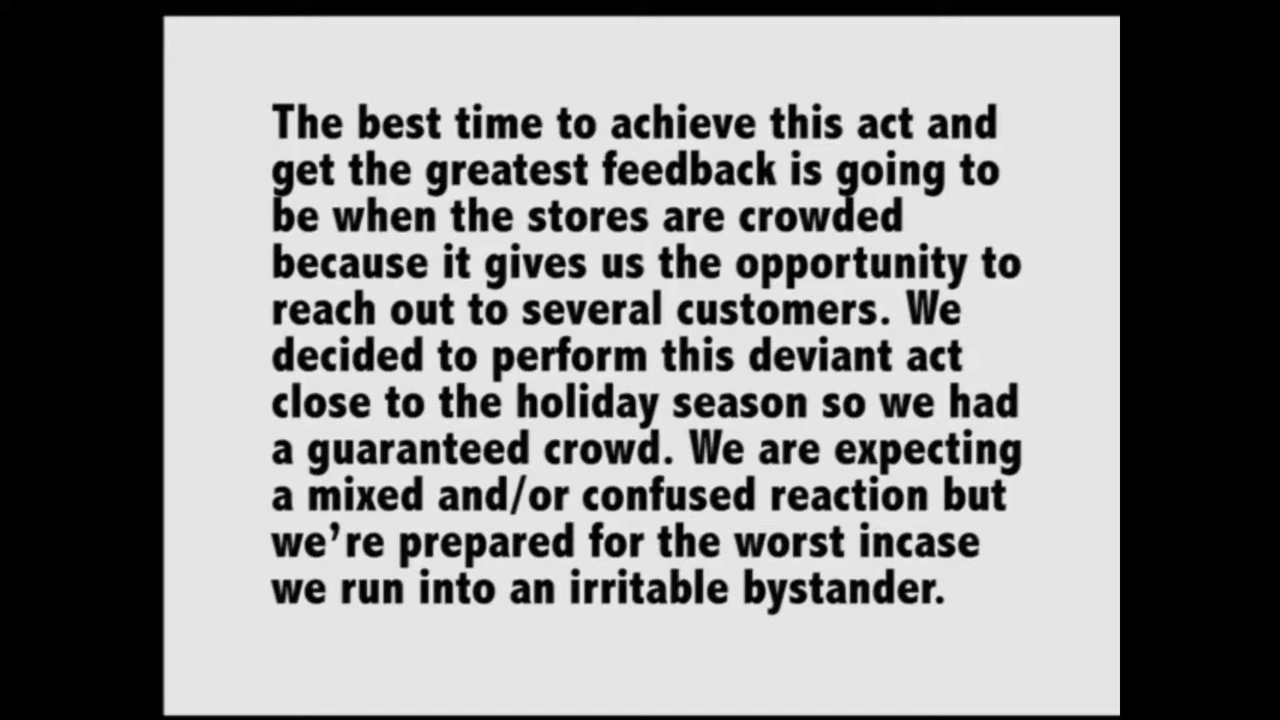 The best time to achieve this act and
get the greatest feedback is going to
be when the stores are crowded
because it gives us the opportunity to
reach out to several customers. We
decided to perform this deviant act
close to the holiday season so we had
a guaranteed crowd. We are expecting
a mixed and/or confused reaction but
we’re prepared for the worst incase
we run into an irritable bystander.